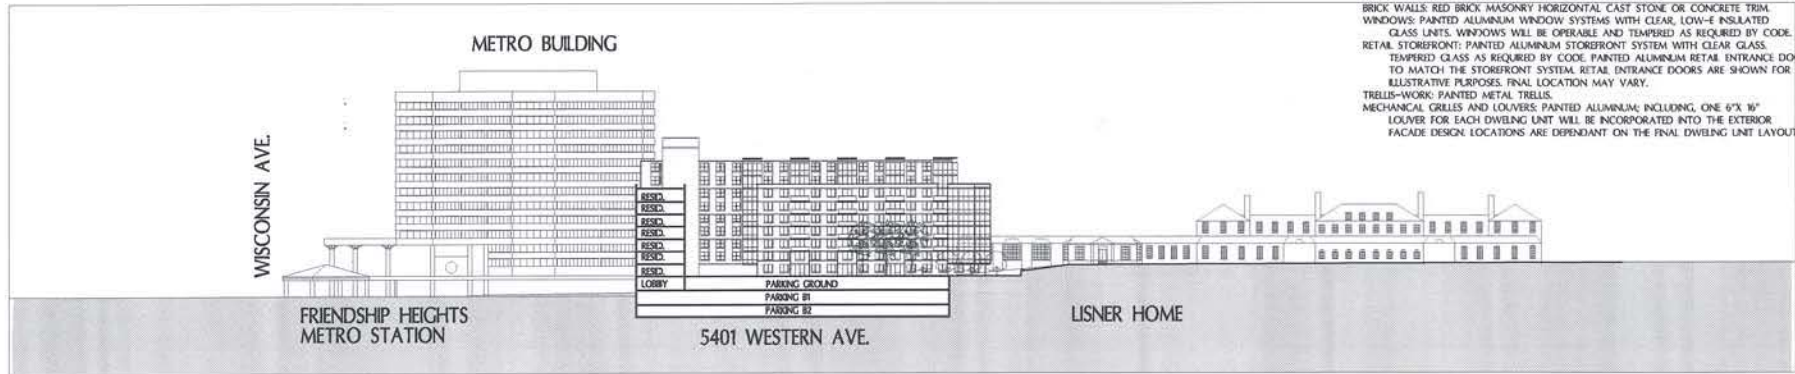 BRICK WALLS: RED BRICK MASONRY HORIZONTAL CAST STONE OR CONCRETE TRIM.
WINDOWS: PAINTED ALUMINUM WINDOW SYSTEMS WITH CLEAR, LOW-E INSULATED
GLASS UNITS. WINDOWS WILL BE OPERABLE AND TEMPERED AS REQUIRED BY CODE.
RETAIL STOREFRONT: PAINTED ALUMINUM STOREFRONT SYSTEM WITH CLEAR GLASS.
TEMPERED GLASS AS REQUIRED BY CODE. PAINTED ALUMINUM RETAIL ENTRANCE DO
TO MATCH THE STOREFRONT SYSTEM. RETAIL ENTRANCE DOORS ARE SHOWN FOR
ILLUSTRATIVE PURPOSES. FINAL LOCATION MAY VARY.
TRELLIS-WORK: PAINTED METAL TRELLIS.
MECHANICAL GRILLES AND LOUVERS: PAINTED ALUMINUM; INCLUDING, ONE 6"X 16"
LOUVER FOR EACH DWELING UNIT WILL BE INCORPORATED INTO THE EXTERIOR
FACADE DESIGN. LOCATIONS ARE DEPENDANT ON THE FINAL DWELING UNIT LAYOUT
METRO BUILDING
WISCONSIN AVE.
RESID.
RESID.
RESID.
RESID.
RESID.
RESID.
RESID.
LOBBY PARKING GROUND
PARKING B1
PARKING B2
FRIENDSHIP HEIGHTS
METRO STATION
5401 WESTERN AVE.
LISNER HOME